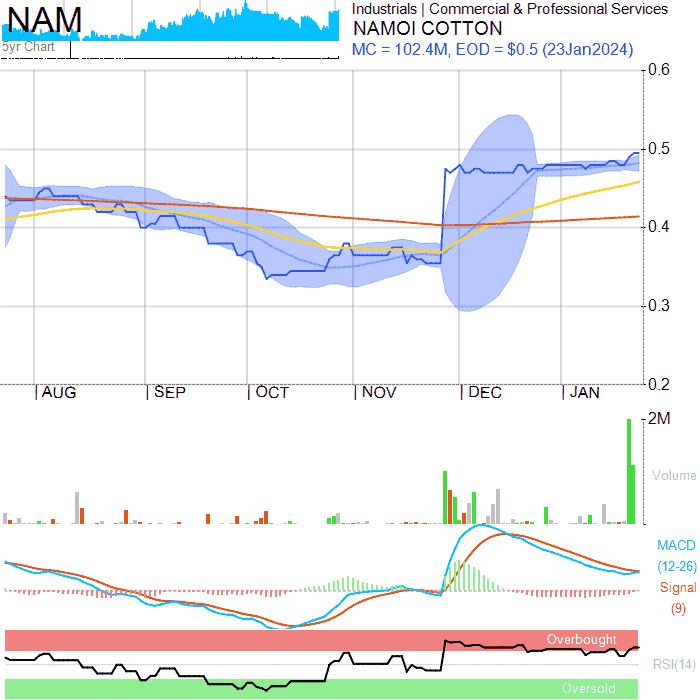 NAM
5yr Chart
Industrials | Commercial & Professional Services
NAMOI COTTON
MC = 102.4M, EOD = $0.5 (23Jan2024)
0.6
0.5
0.4
0.3
0.2
AUG SEP OCT NOV DEC JAN
2M
Volume
MACD
(12-26)
Signal
(9)
Overbought
RSI(14)
Oversold